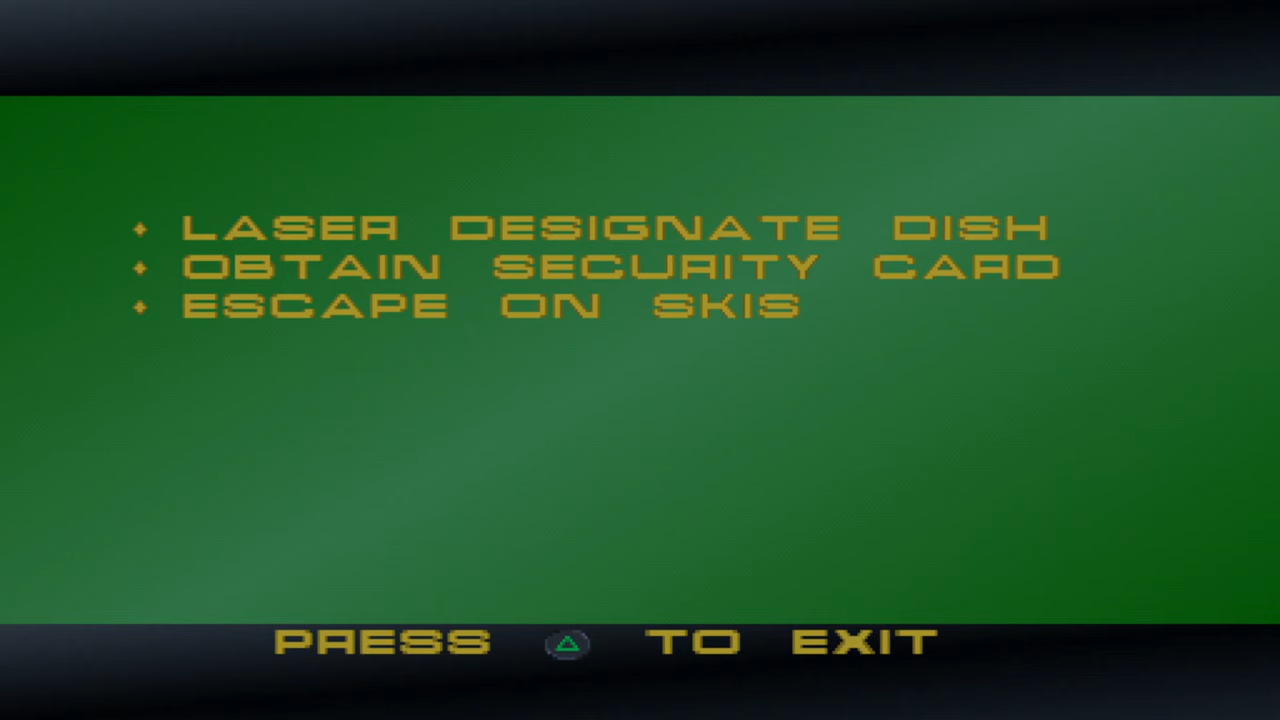 LASER DESIGNATE DISH
OBTAIN SECURITY CARD
ESCAPE ON SKIS
PRESS △ TO EXIT